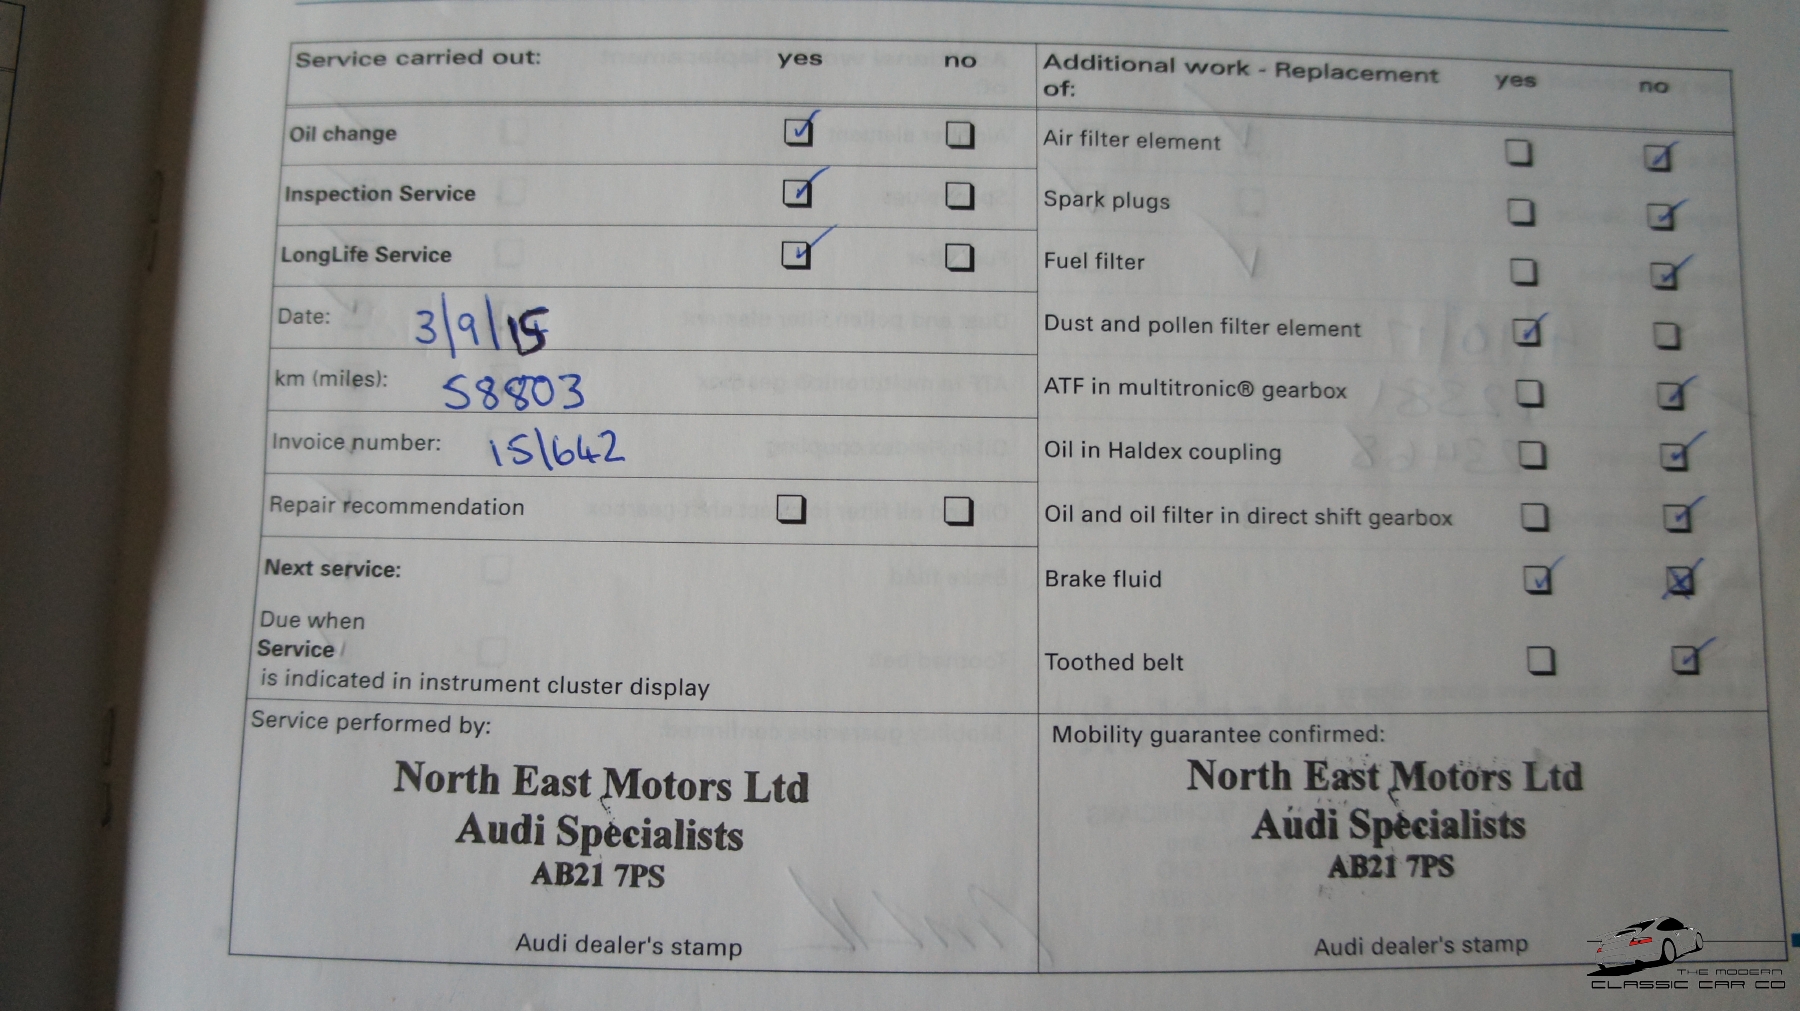 Service carried out: yes no
Oil change
Inspection Service
LongLife Service
Date: 3/9/15
km (miles): 58803
Invoice number: 15/642
Repair recommendation
Next service:
Due when
Service
is indicated in instrument cluster display
Service performed by:
North East Motors Ltd
Audi Specialists
AB21 7PS
Audi dealer's stamp
Additional work - Replacement yes no
of:
Air filter element
Spark plugs
Fuel filter
Dust and pollen filter element
ATF in multitronic® gearbox
Oil in Haldex coupling
Oil and oil filter in direct shift gearbox
Brake fluid
Toothed belt
Mobility guarantee confirmed:
North East Motors Ltd
Audi Specialists
AB21 7PS
Audi dealer's stamp
THE MODERN
CLASSIC CAR CO